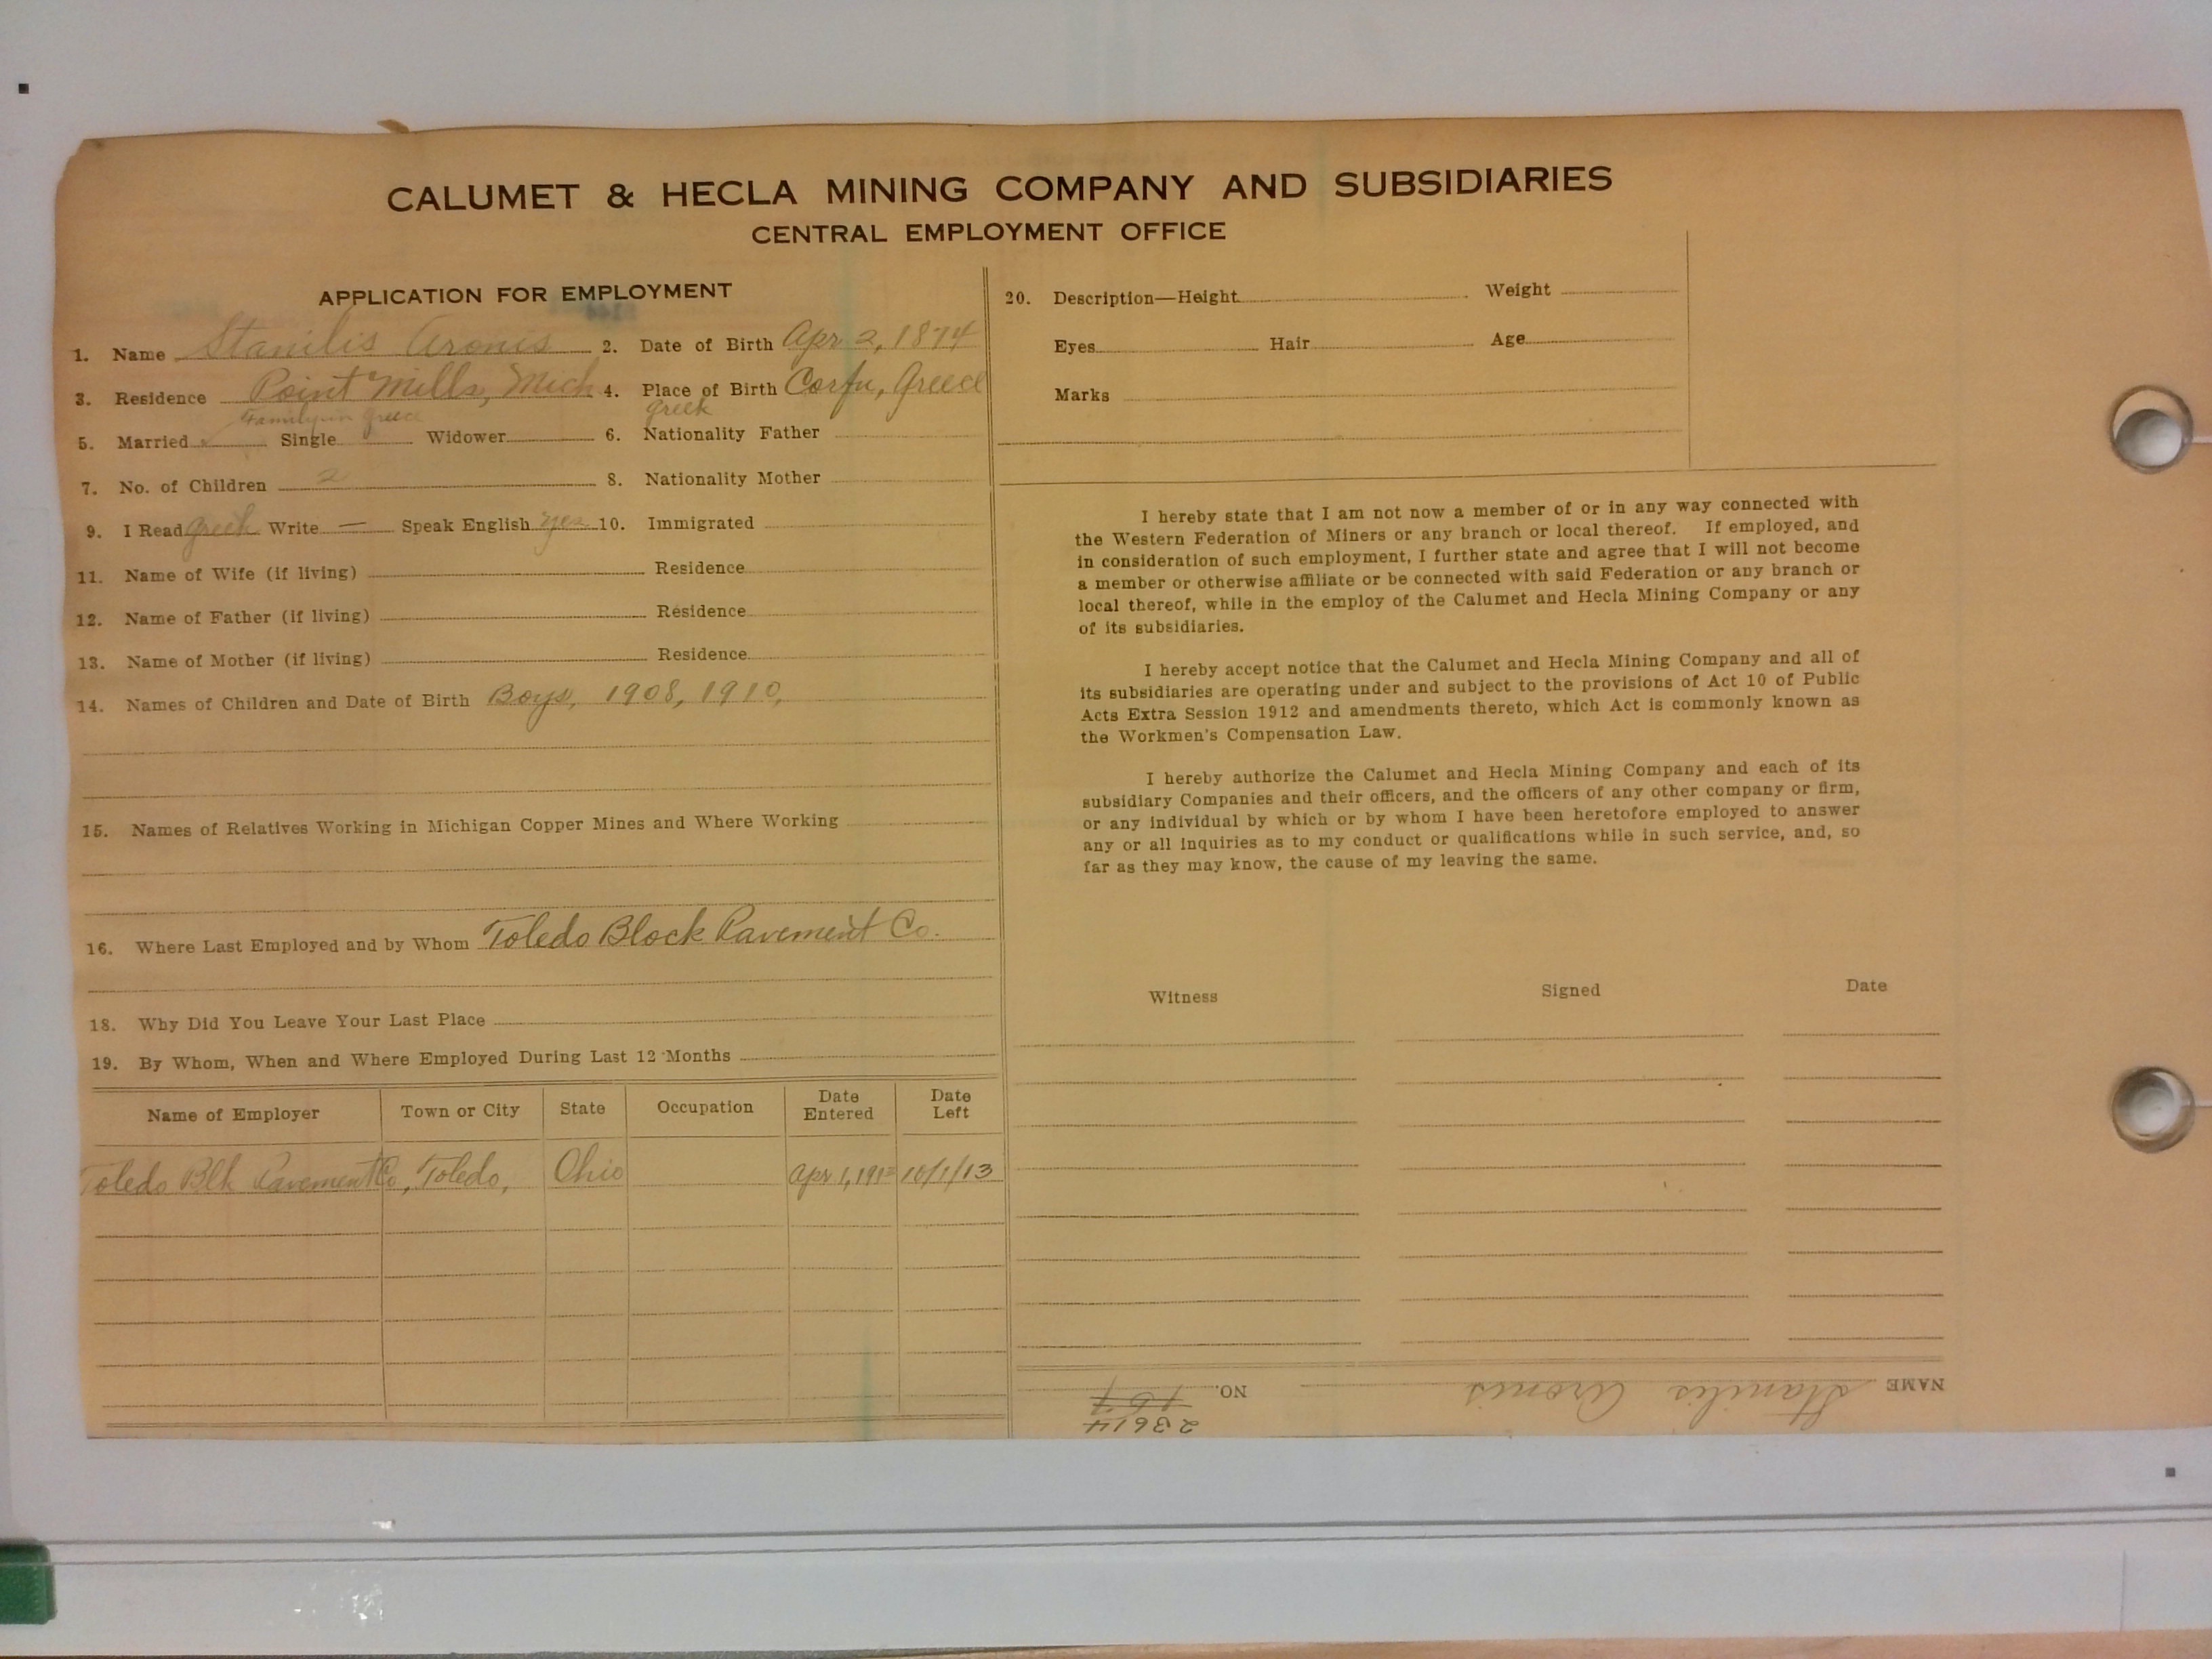 CALUMET & HECLA MINING COMPANY AND SUBSIDIARIES
CENTRAL EMPLOYMENT OFFICE
APPLICATION FOR EMPLOYMENT
1. Name Stanilis Aronis 2. Date of Birth Apr 2, 1874
3. Residence Point Mills, Mich 4. Place of Birth Corfu, Greece
Family in Greece Greek
5. Married Single Widower 6. Nationality Father
7. No. of Children 2 8. Nationality Mother
9. I Read Greek Write — Speak English Yes 10. Immigrated
11. Name of Wife (if living) Residence
12. Name of Father (if living) Residence
13. Name of Mother (if living) Residence
14. Names of Children and Date of Birth Boys, 1908, 1910,
15. Names of Relatives Working in Michigan Copper Mines and Where Working
16. Where Last Employed and by Whom Toledo Block Pavement Co.
18. Why Did You Leave Your Last Place
19. By Whom, When and Where Employed During Last 12 Months
Name of Employer Town or City State Occupation Date Entered Date Left
Toledo Blk Pavement Co, Toledo, Ohio Apr 1, 10/1/13
20. Description—Height Weight
Eyes Hair Age
Marks
I hereby state that I am not now a member of or in any way connected with
the Western Federation of Miners or any branch or local thereof. If employed, and
in consideration of such employment, I further state and agree that I will not become
a member or otherwise affiliate or be connected with said Federation or any branch or
local thereof, while in the employ of the Calumet and Hecla Mining Company or any
of its subsidiaries.
I hereby accept notice that the Calumet and Hecla Mining Company and all of
its subsidiaries are operating under and subject to the provisions of Act 10 of Public
Acts Extra Session 1912 and amendments thereto, which Act is commonly known as
the Workmen's Compensation Law.
I hereby authorize the Calumet and Hecla Mining Company and each of its
subsidiary Companies and their officers, and the officers of any other company or firm,
or any individual by which or by whom I have been heretofore employed to answer
any or all inquiries as to my conduct or qualifications while in such service, and, so
far as they may know, the cause of my leaving the same.
Witness Signed Date
NAME Stanilis Aronis NO. 167
23614